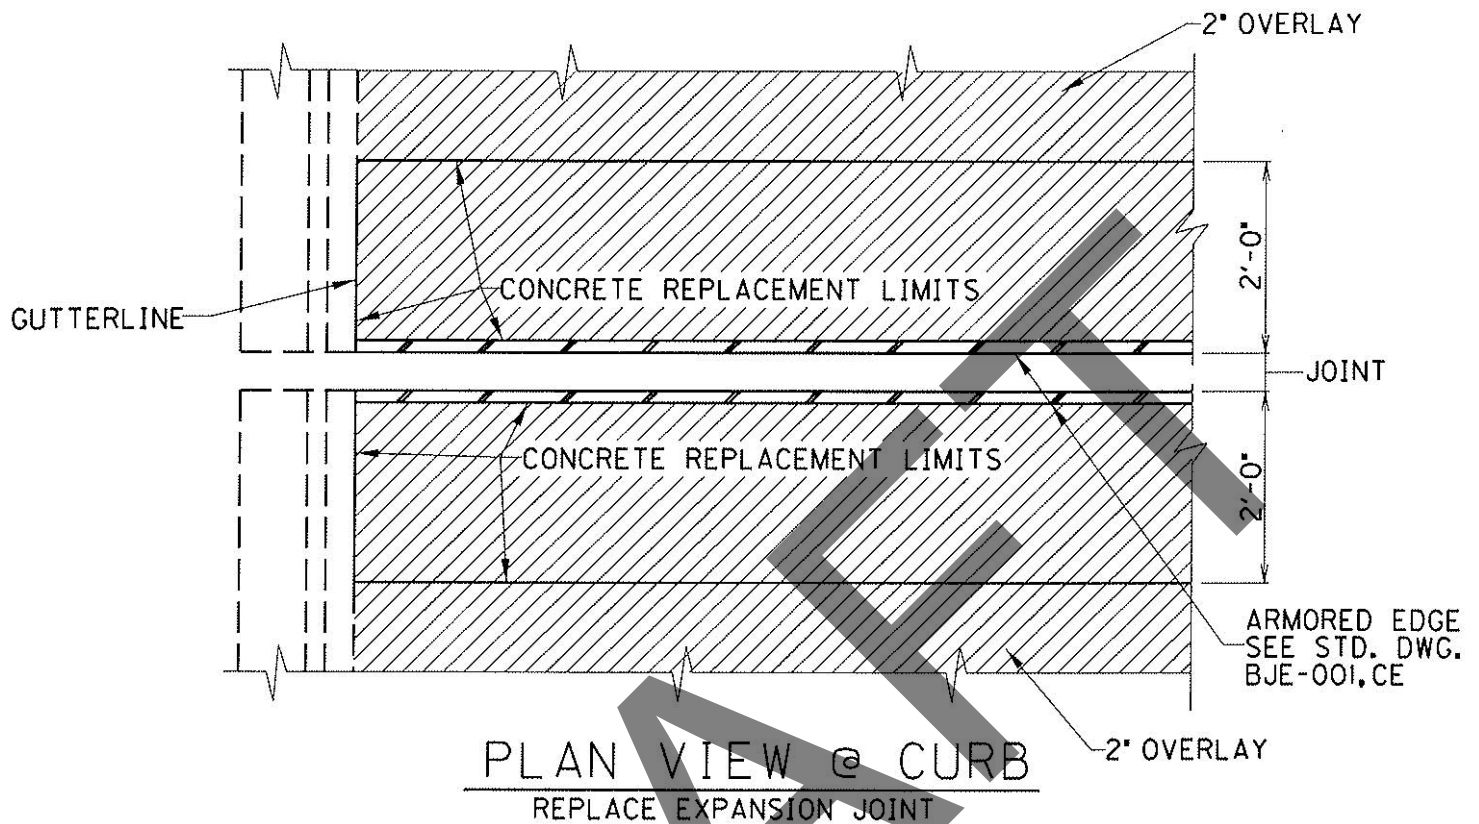 2" OVERLAY
2'-0"
CONCRETE REPLACEMENT LIMITS
GUTTERLINE
JOINT
CONCRETE REPLACEMENT LIMITS
2'-0"
ARMORED EDGE
SEE STD. DWG.
BJE-001,CE
2" OVERLAY
PLAN VIEW @ CURB
REPLACE EXPANSION JOINT